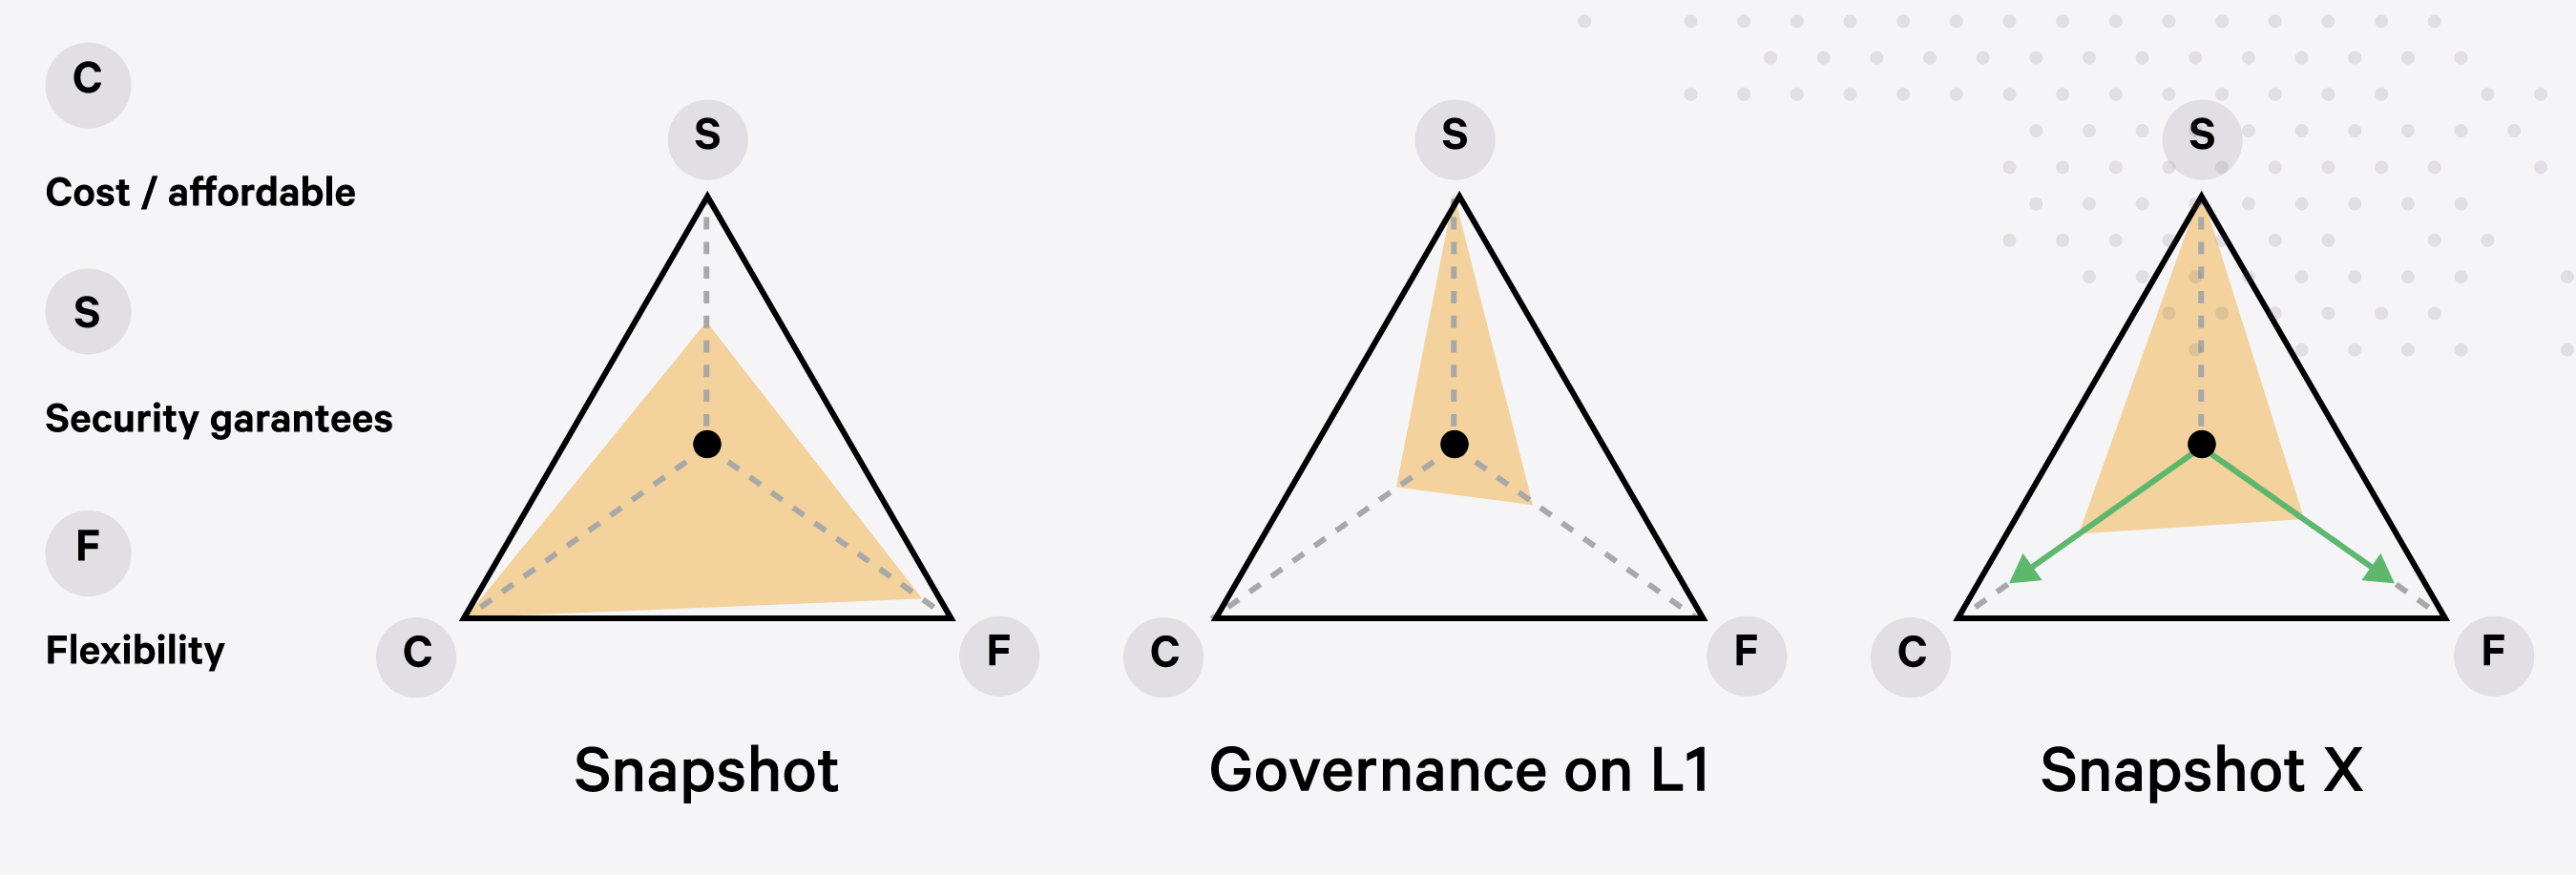 C
Cost / affordable
S
Security garantees
F
Flexibility
S
C
F
Snapshot
S
C
F
Governance on L1
S
C
F
Snapshot X